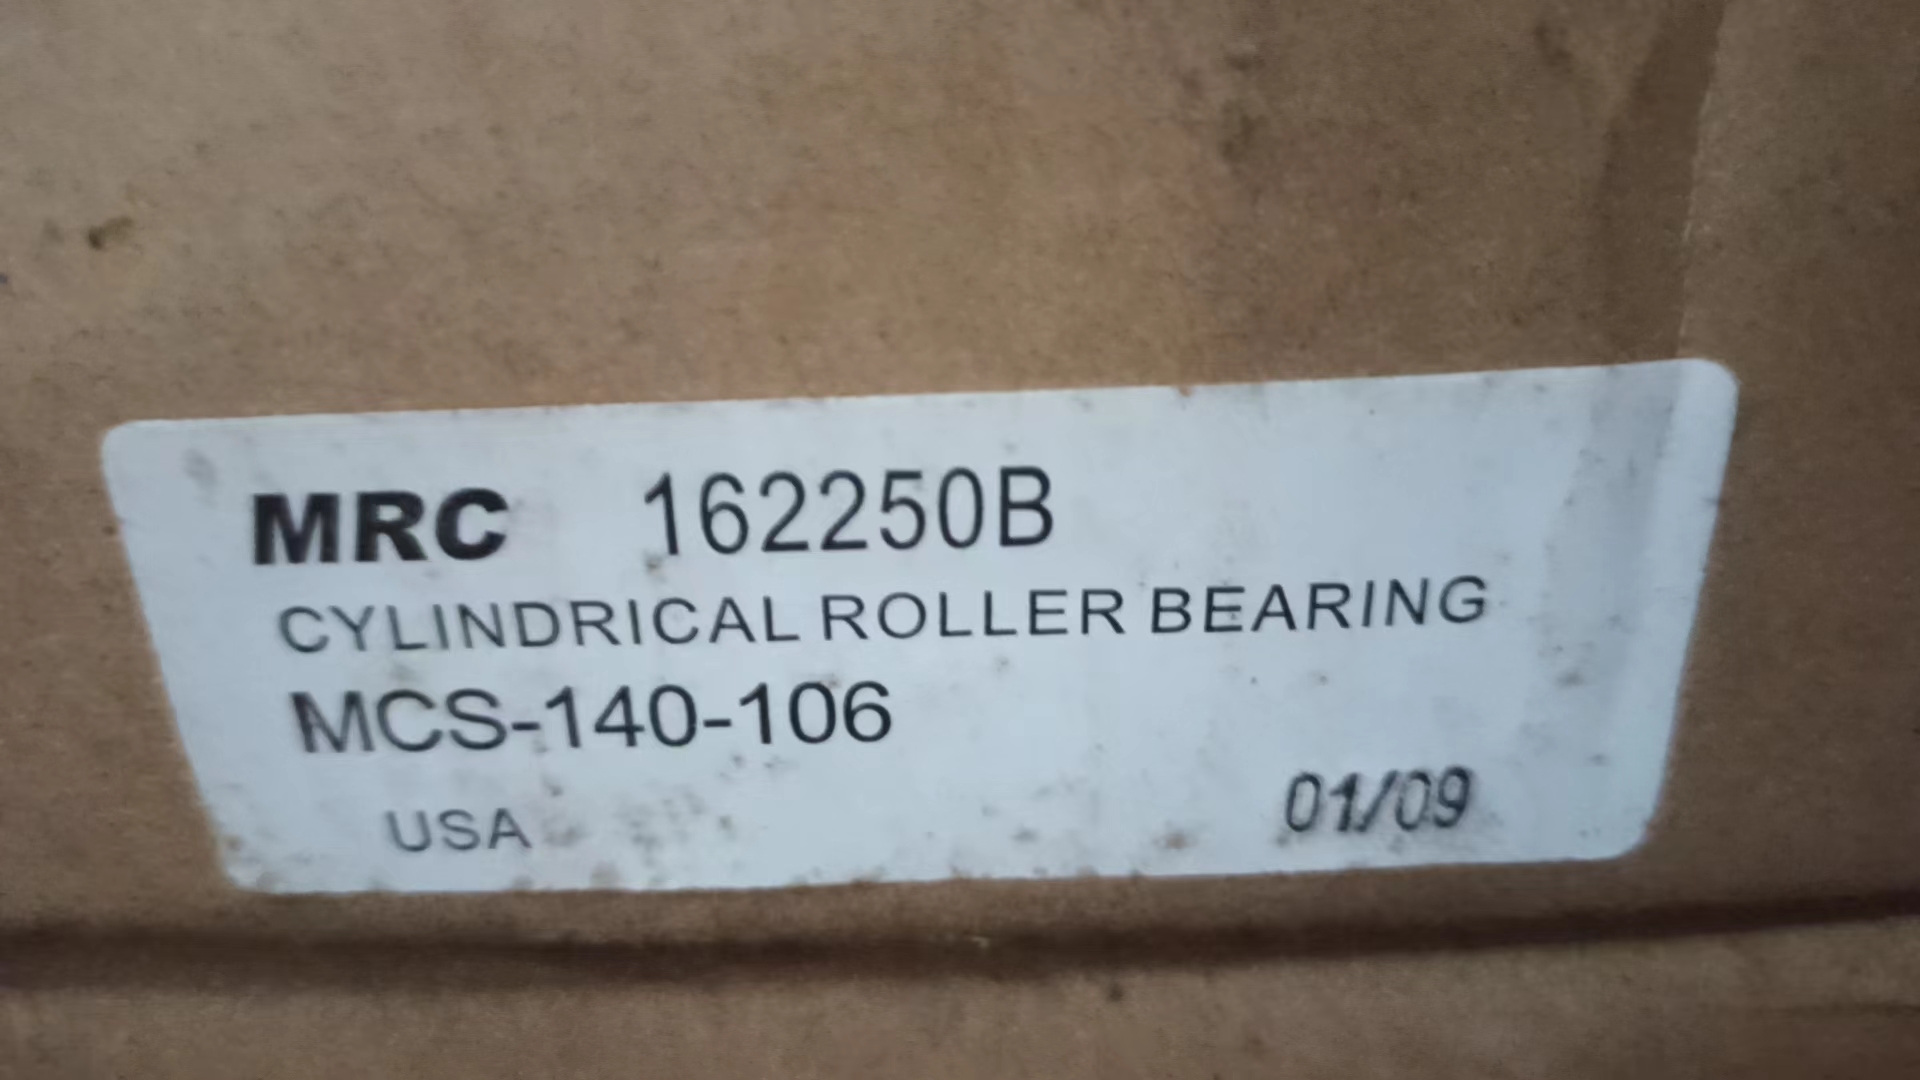 MRC 162250B
CYLINDRICAL ROLLER BEARING
MCS-140-106
USA 01/09